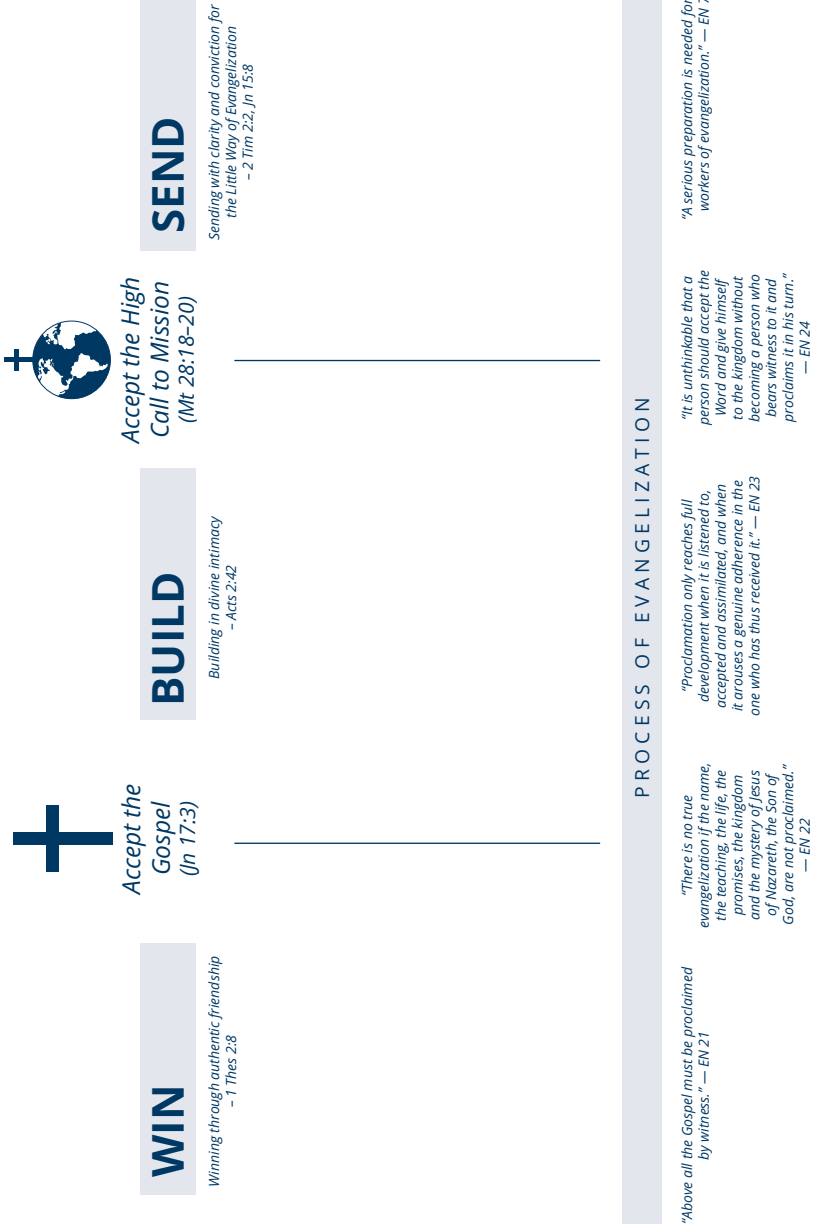 WIN
Winning through authentic friendship
– 1 Thes 2:8
Accept the
Gospel
(Jn 17:3)
BUILD
Building in divine intimacy
– Acts 2:42
Accept the High
Call to Mission
(Mt 28:18–20)
SEND
Sending with clarity and conviction for
the Little Way of Evangelization
– 2 Tim 2:2, Jn 15:8
PROCESS OF EVANGELIZATION
“Above all the Gospel must be proclaimed
by witness.” — EN 21
“There is no true
evangelization if the name,
the teaching, the life, the
promises, the kingdom
and the mystery of Jesus
of Nazareth, the Son of
God, are not proclaimed.”
— EN 22
“Proclamation only reaches full
development when it is listened to,
accepted and assimilated, and when
it arouses a genuine adherence in the
one who has thus received it.” — EN 23
“It is unthinkable that a
person should accept the
Word and give himself
to the kingdom without
becoming a person who
bears witness to it and
proclaims it in his turn.”
— EN 24
“A serious preparation is needed for
workers of evangelization.” — EN